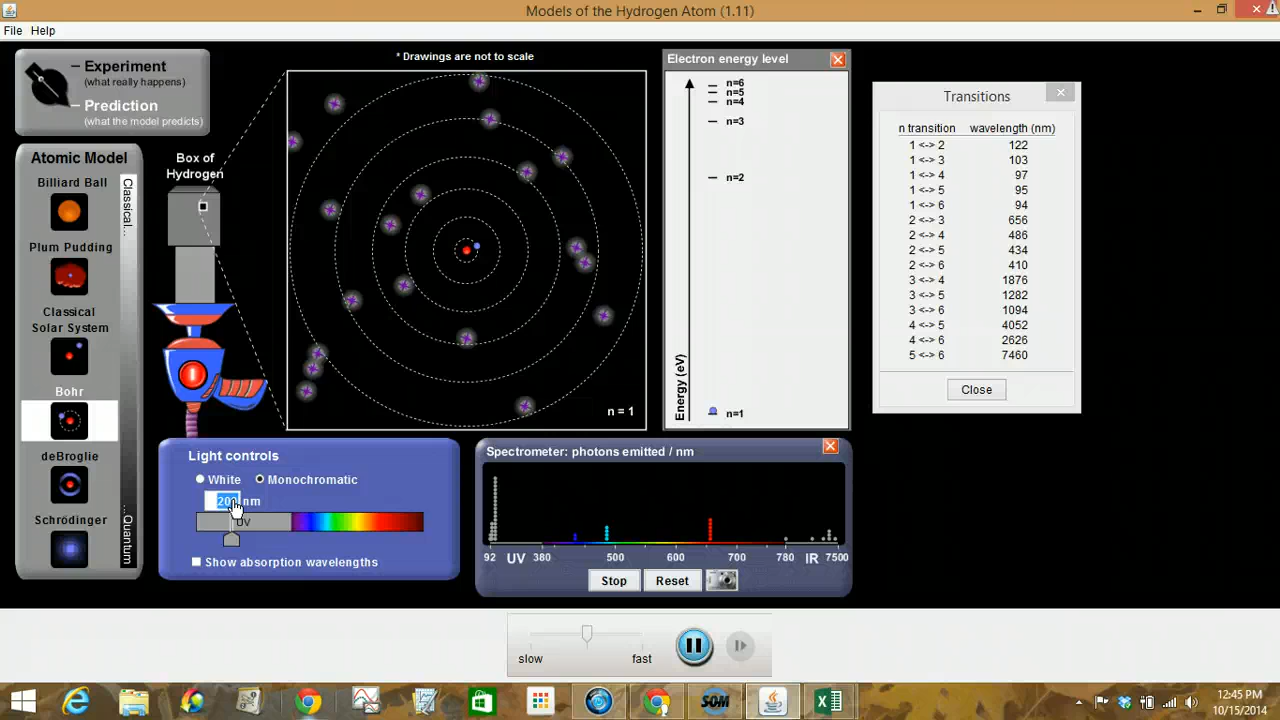 Models of the Hydrogen Atom (1.11)
File Help
* Drawings are not to scale
Experiment
(what really happens)
Prediction
(what the model predicts)
Atomic Model
Billiard Ball
Plum Pudding
Classical
Solar System
Bohr
deBroglie
Schrödinger
Classical...
...Quantum
Box of
Hydrogen
n = 1
Electron energy level
n=6
n=5
n=4
n=3
n=2
n=1
Energy (eV)
Transitions
n transition wavelength (nm)
1 <-> 2 122
1 <-> 3 103
1 <-> 4 97
1 <-> 5 95
1 <-> 6 94
2 <-> 3 656
2 <-> 4 486
2 <-> 5 434
2 <-> 6 410
3 <-> 4 1876
3 <-> 5 1282
3 <-> 6 1094
4 <-> 5 4052
4 <-> 6 2626
5 <-> 6 7460
Close
Light controls
White Monochromatic
nm
UV
Show absorption wavelengths
Spectrometer: photons emitted / nm
92 UV 380 500 600 700 780 IR 7500
Stop Reset
slow fast
SOM
12:45 PM
10/15/2014